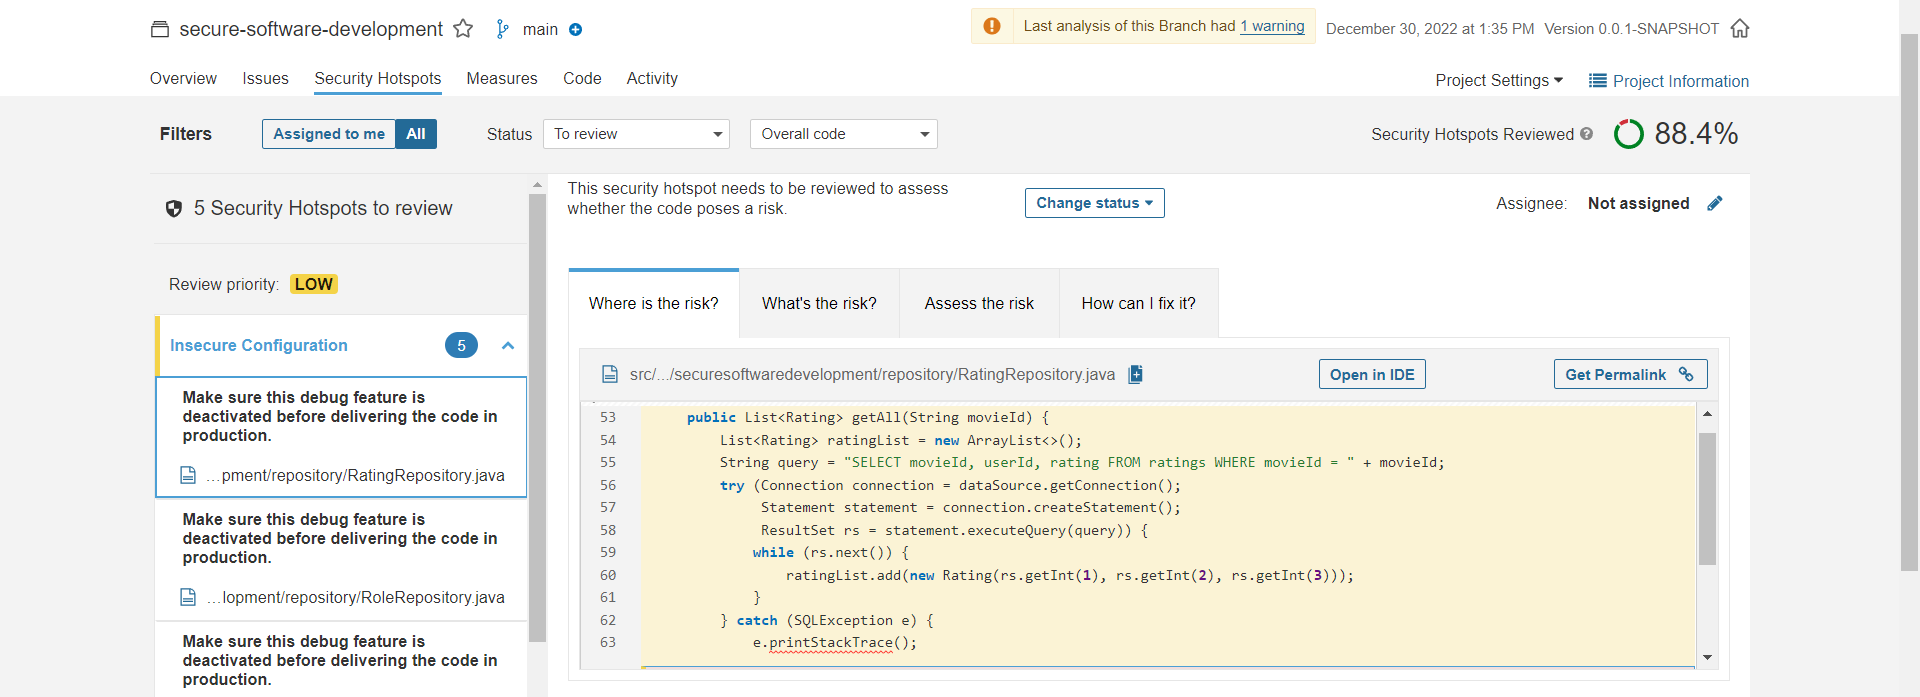 secure-software-development main
Last analysis of this Branch had 1 warning December 30, 2022 at 1:35 PM Version 0.0.1-SNAPSHOT
Overview Issues Security Hotspots Measures Code Activity
Project Settings Project Information
Filters Assigned to me All Status To review Overall code Security Hotspots Reviewed ? 88.4%
5 Security Hotspots to review
Review priority: LOW
Insecure Configuration 5
Make sure this debug feature is
deactivated before delivering the code in
production.
...pment/repository/RatingRepository.java
Make sure this debug feature is
deactivated before delivering the code in
production.
...lopment/repository/RoleRepository.java
Make sure this debug feature is
deactivated before delivering the code in
production.
This security hotspot needs to be reviewed to assess
whether the code poses a risk.
Change status
Assignee: Not assigned
Where is the risk? What's the risk? Assess the risk How can I fix it?
src/.../securesoftwaredevelopment/repository/RatingRepository.java Open in IDE Get Permalink
53 public List<Rating> getAll(String movieId) {
54 List<Rating> ratingList = new ArrayList<>();
55 String query = "SELECT movieId, userId, rating FROM ratings WHERE movieId = " + movieId;
56 try (Connection connection = dataSource.getConnection();
57 Statement statement = connection.createStatement();
58 ResultSet rs = statement.executeQuery(query)) {
59 while (rs.next()) {
60 ratingList.add(new Rating(rs.getInt(1), rs.getInt(2), rs.getInt(3)));
61 }
62 } catch (SQLException e) {
63 e.printStackTrace();